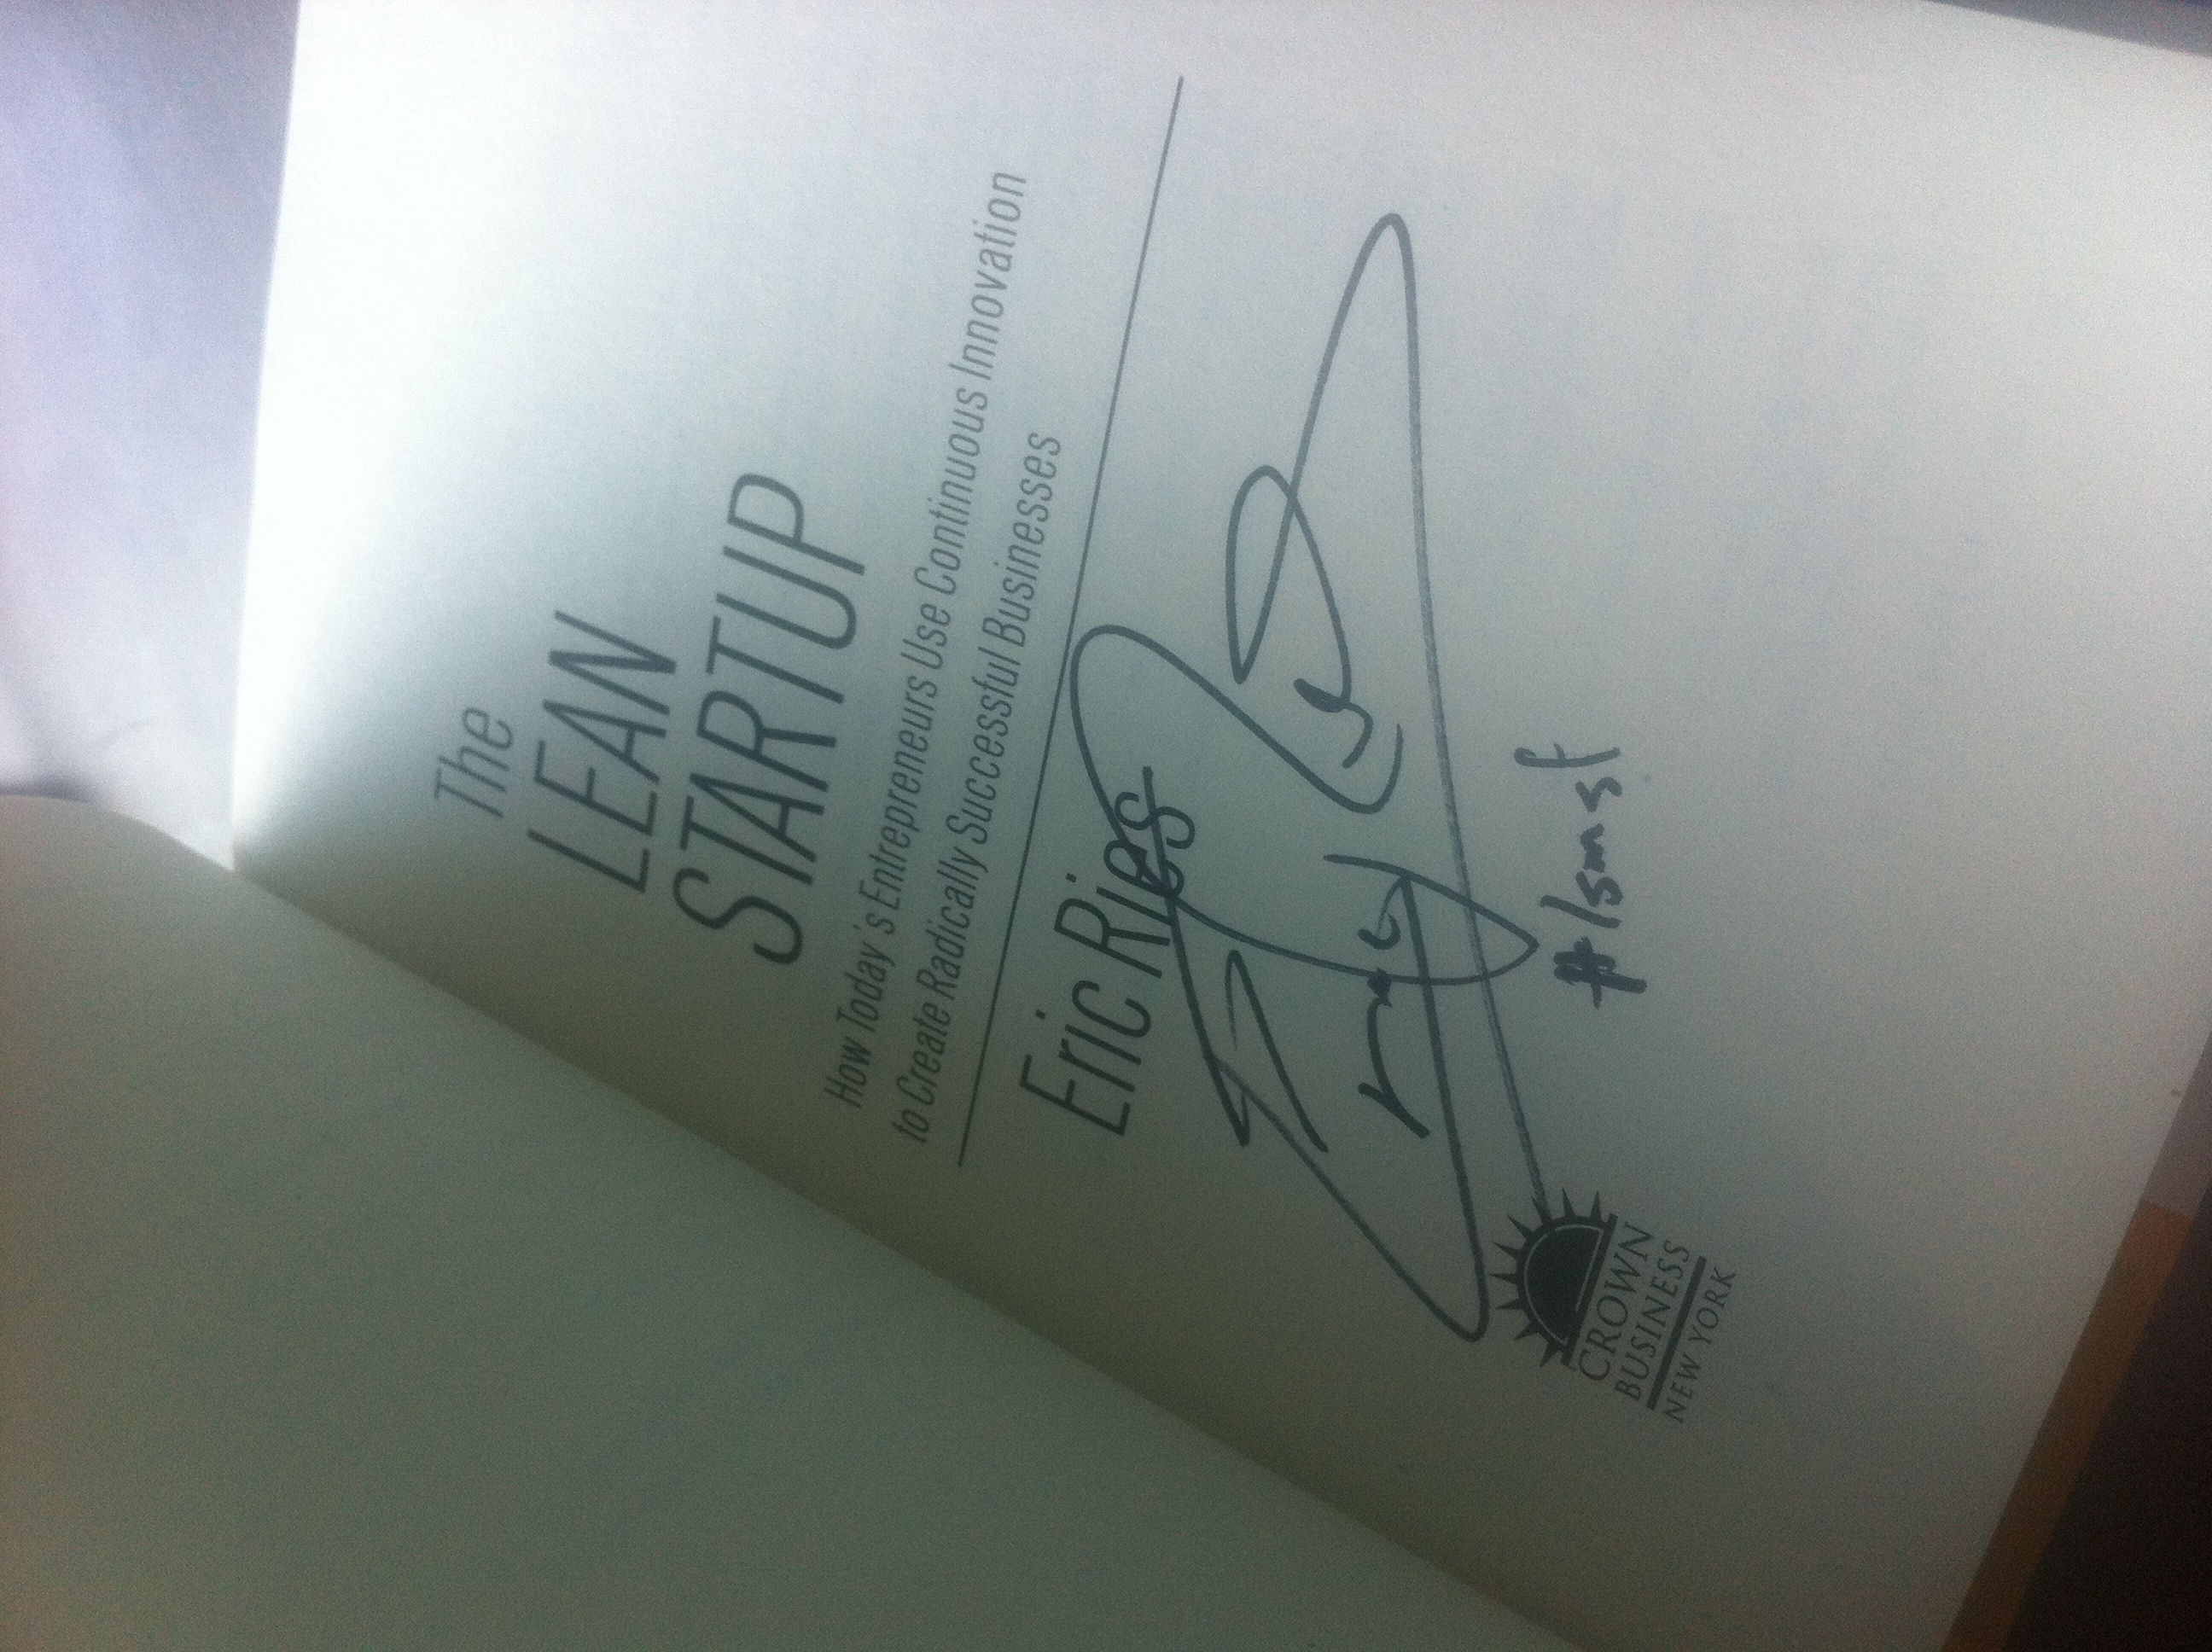 The
LEAN
STARTUP
How Today's Entrepreneurs Use Continuous Innovation
to Create Radically Successful Businesses
Eric Ries
#lsmsf
CROWN
BUSINESS
NEW YORK